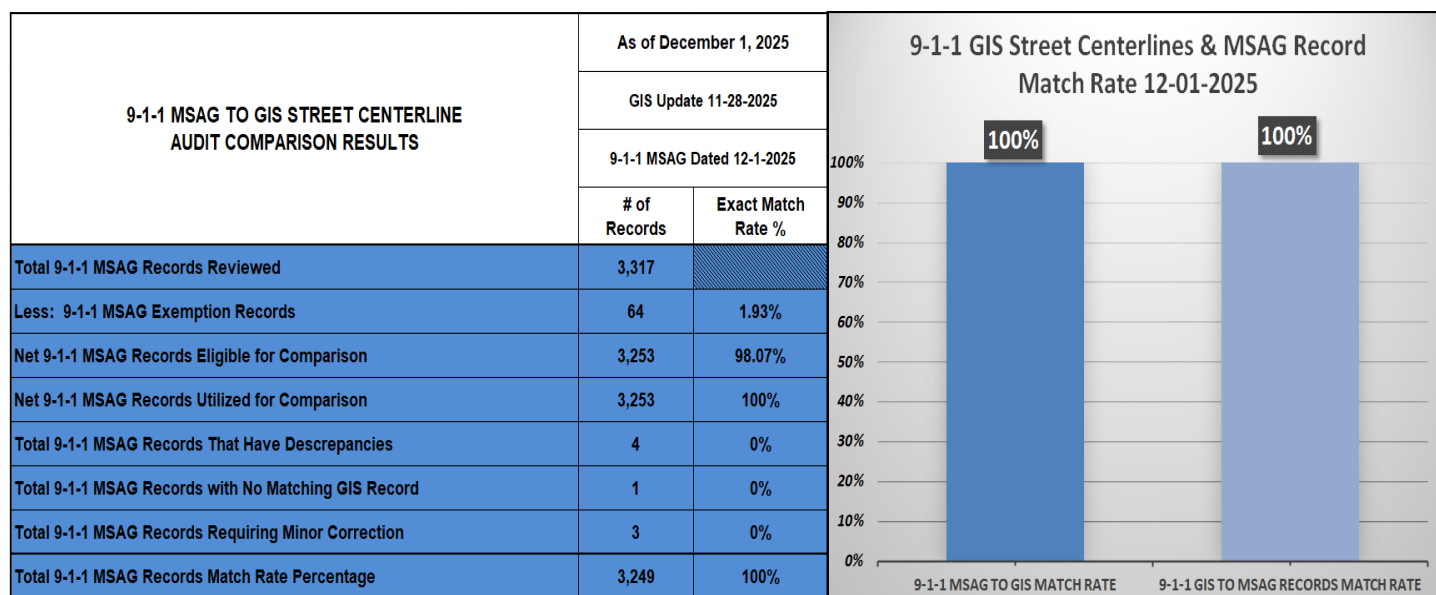 9-1-1 MSAG TO GIS STREET CENTERLINE
AUDIT COMPARISON RESULTS
As of December 1, 2025
GIS Update 11-28-2025
9-1-1 MSAG Dated 12-1-2025
# of
Records
Exact Match
Rate %
Total 9-1-1 MSAG Records Reviewed 3,317
Less: 9-1-1 MSAG Exemption Records 64 1.93%
Net 9-1-1 MSAG Records Eligible for Comparison 3,253 98.07%
Net 9-1-1 MSAG Records Utilized for Comparison 3,253 100%
Total 9-1-1 MSAG Records That Have Descrepancies 4 0%
Total 9-1-1 MSAG Records with No Matching GIS Record 1 0%
Total 9-1-1 MSAG Records Requiring Minor Correction 3 0%
Total 9-1-1 MSAG Records Match Rate Percentage 3,249 100%
9-1-1 GIS Street Centerlines & MSAG Record
Match Rate 12-01-2025
100% 100%
100%
90%
80%
70%
60%
50%
40%
30%
20%
10%
0%
9-1-1 MSAG TO GIS MATCH RATE 9-1-1 GIS TO MSAG RECORDS MATCH RATE